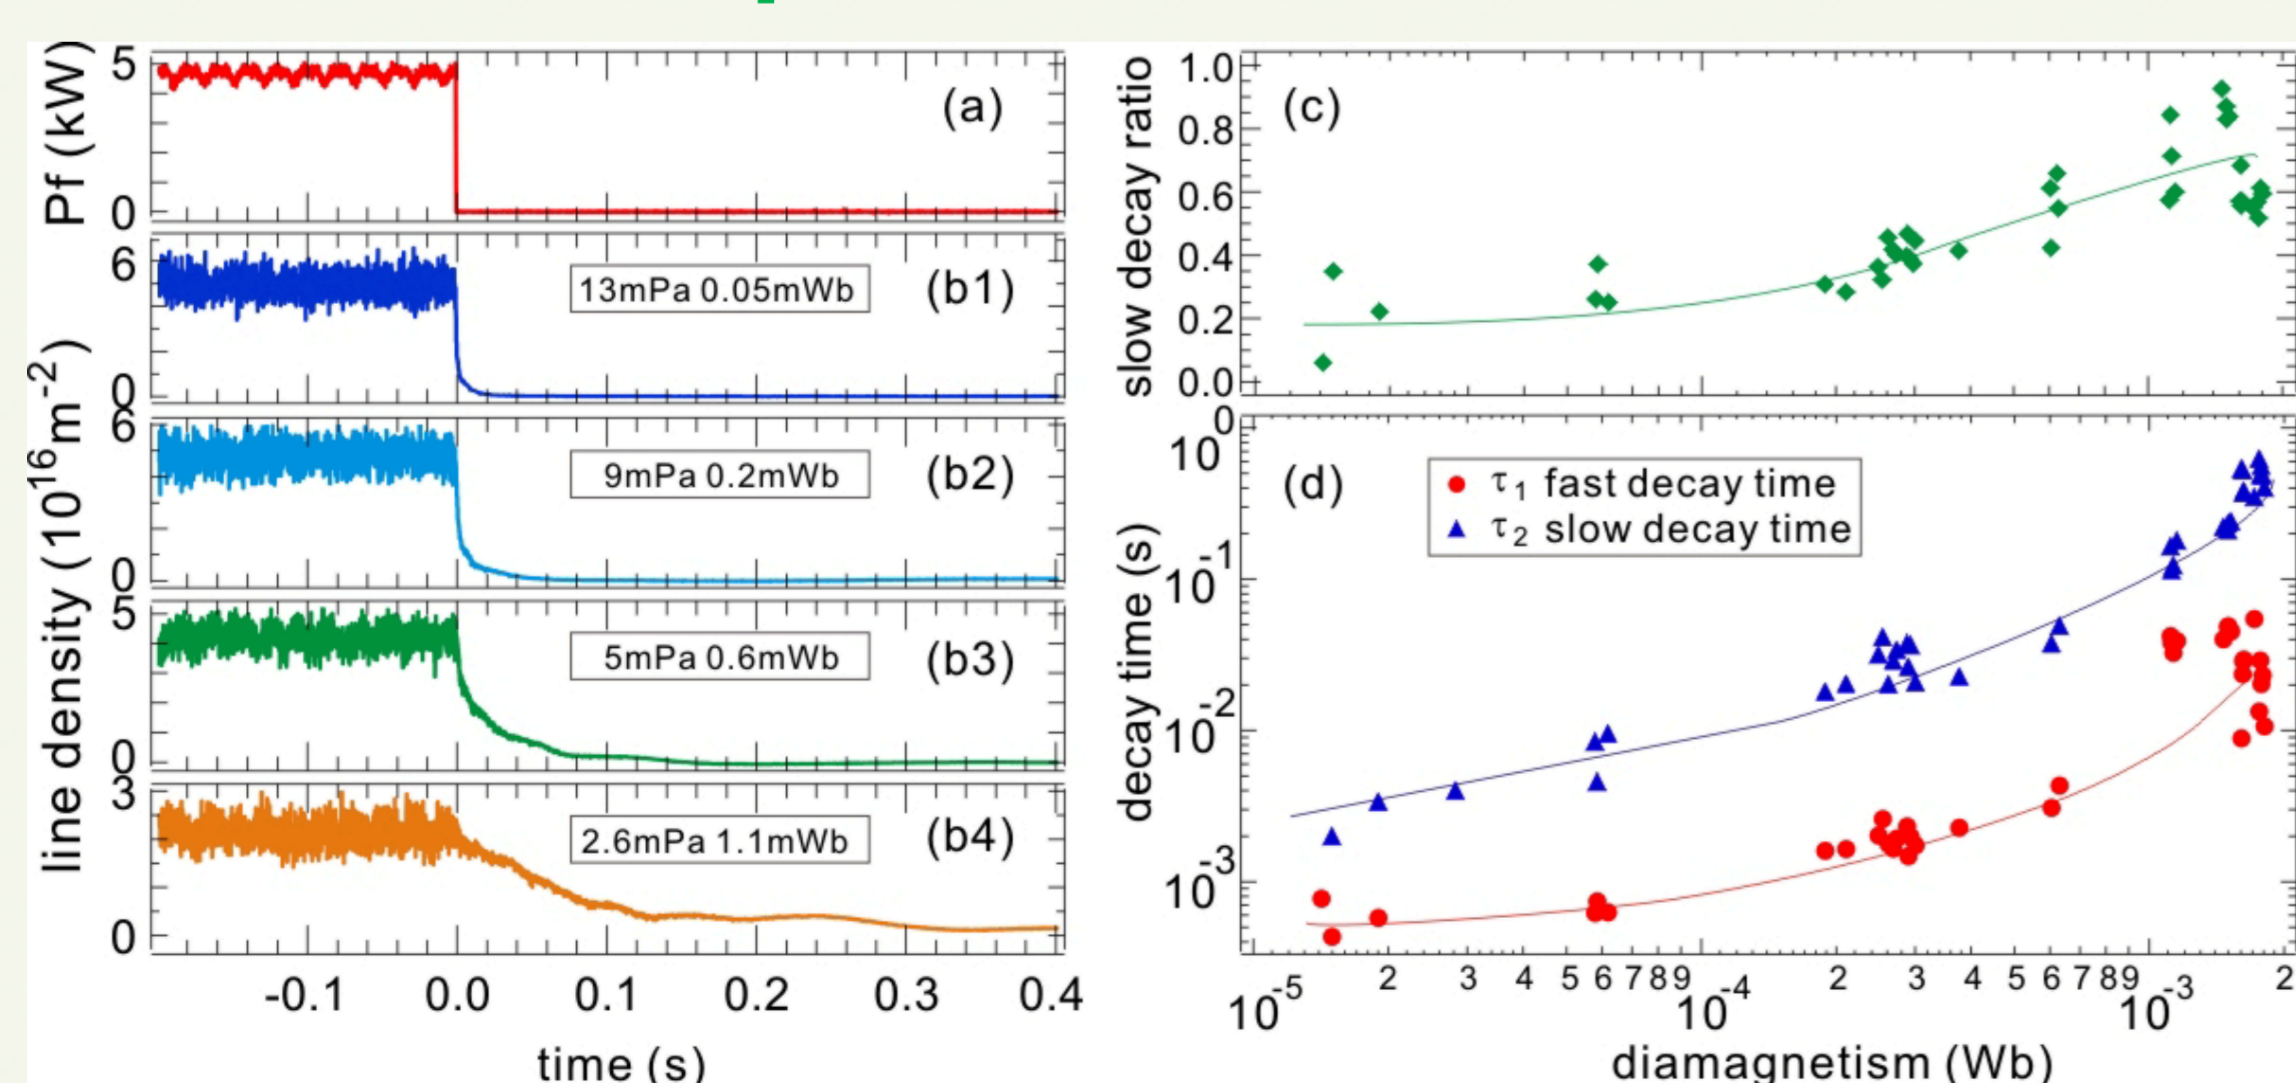 Pf (kW)
5
0
(a)
line density (10¹⁶m⁻²)
6
0
13mPa 0.05mWb
(b1)
6
0
9mPa 0.2mWb
(b2)
5
0
5mPa 0.6mWb
(b3)
3
0
2.6mPa 1.1mWb
(b4)
-0.1 0.0 0.1 0.2 0.3 0.4
time (s)
slow decay ratio
1.0
0.8
0.6
0.4
0.2
0.0
(c)
decay time (s)
10⁰
10⁻¹
10⁻²
10⁻³
(d)
τ₁ fast decay time
τ₂ slow decay time
10⁻⁵ 2 3 4 5 6 7 8 9 10⁻⁴ 2 3 4 5 6 7 8 9 10⁻³ 2
diamagnetism (Wb)